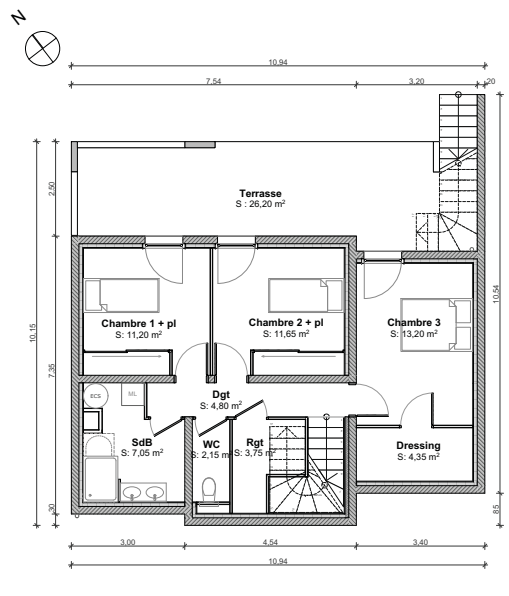 N
10.94
7.54 3.20 20
Terrasse
S : 26,20 m²
2.50
10.15
7.35
30
10.54
85
Chambre 1 + pl
S: 11,20 m²
Chambre 2 + pl
S: 11,65 m²
Chambre 3
S: 13,20 m²
ECS
ML
Dgt
S: 4,80 m²
SdB
S: 7,05 m²
WC
S: 2,15 m²
Rgt
S: 3,75 m²
Dressing
S: 4,35 m²
3.00 4.54 3.40
10.94